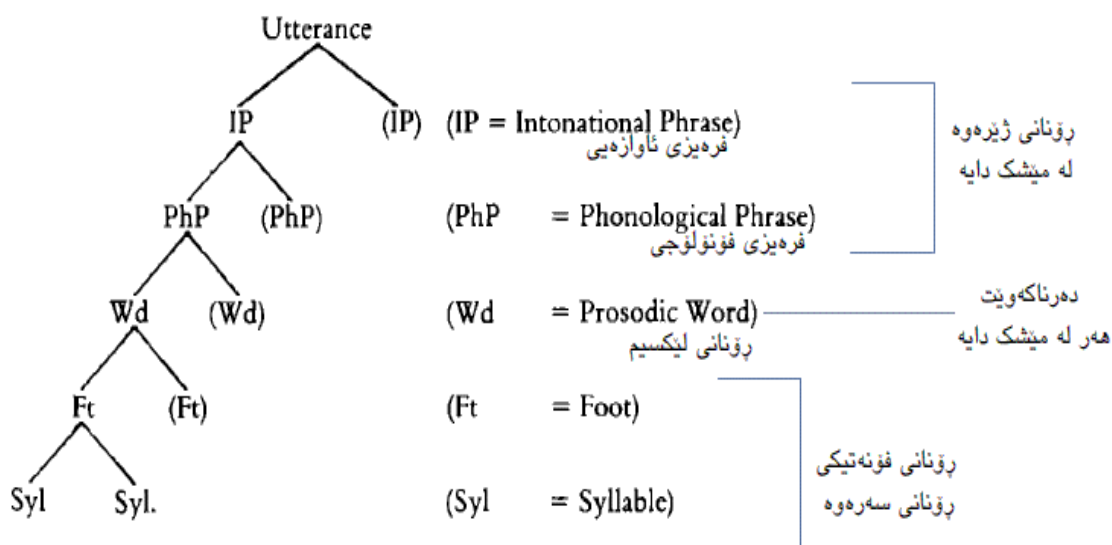 Utterance
IP (IP) (IP = Intonational Phrase)
فرەیزی ئاوازەیی
ڕۆنانی ژێرەوە
لە مێشک دایە
PhP (PhP) (PhP = Phonological Phrase)
فرەیزی فۆنۆلۆجی
Wd (Wd) (Wd = Prosodic Word)
ڕۆنانی لێکسیم
دەرناکەوێت
هەر لە مێشک دایە
Ft (Ft) (Ft = Foot)
Syl Syl. (Syl = Syllable)
ڕۆنانی فۆنەتیکی
ڕۆنانی سەرەوە